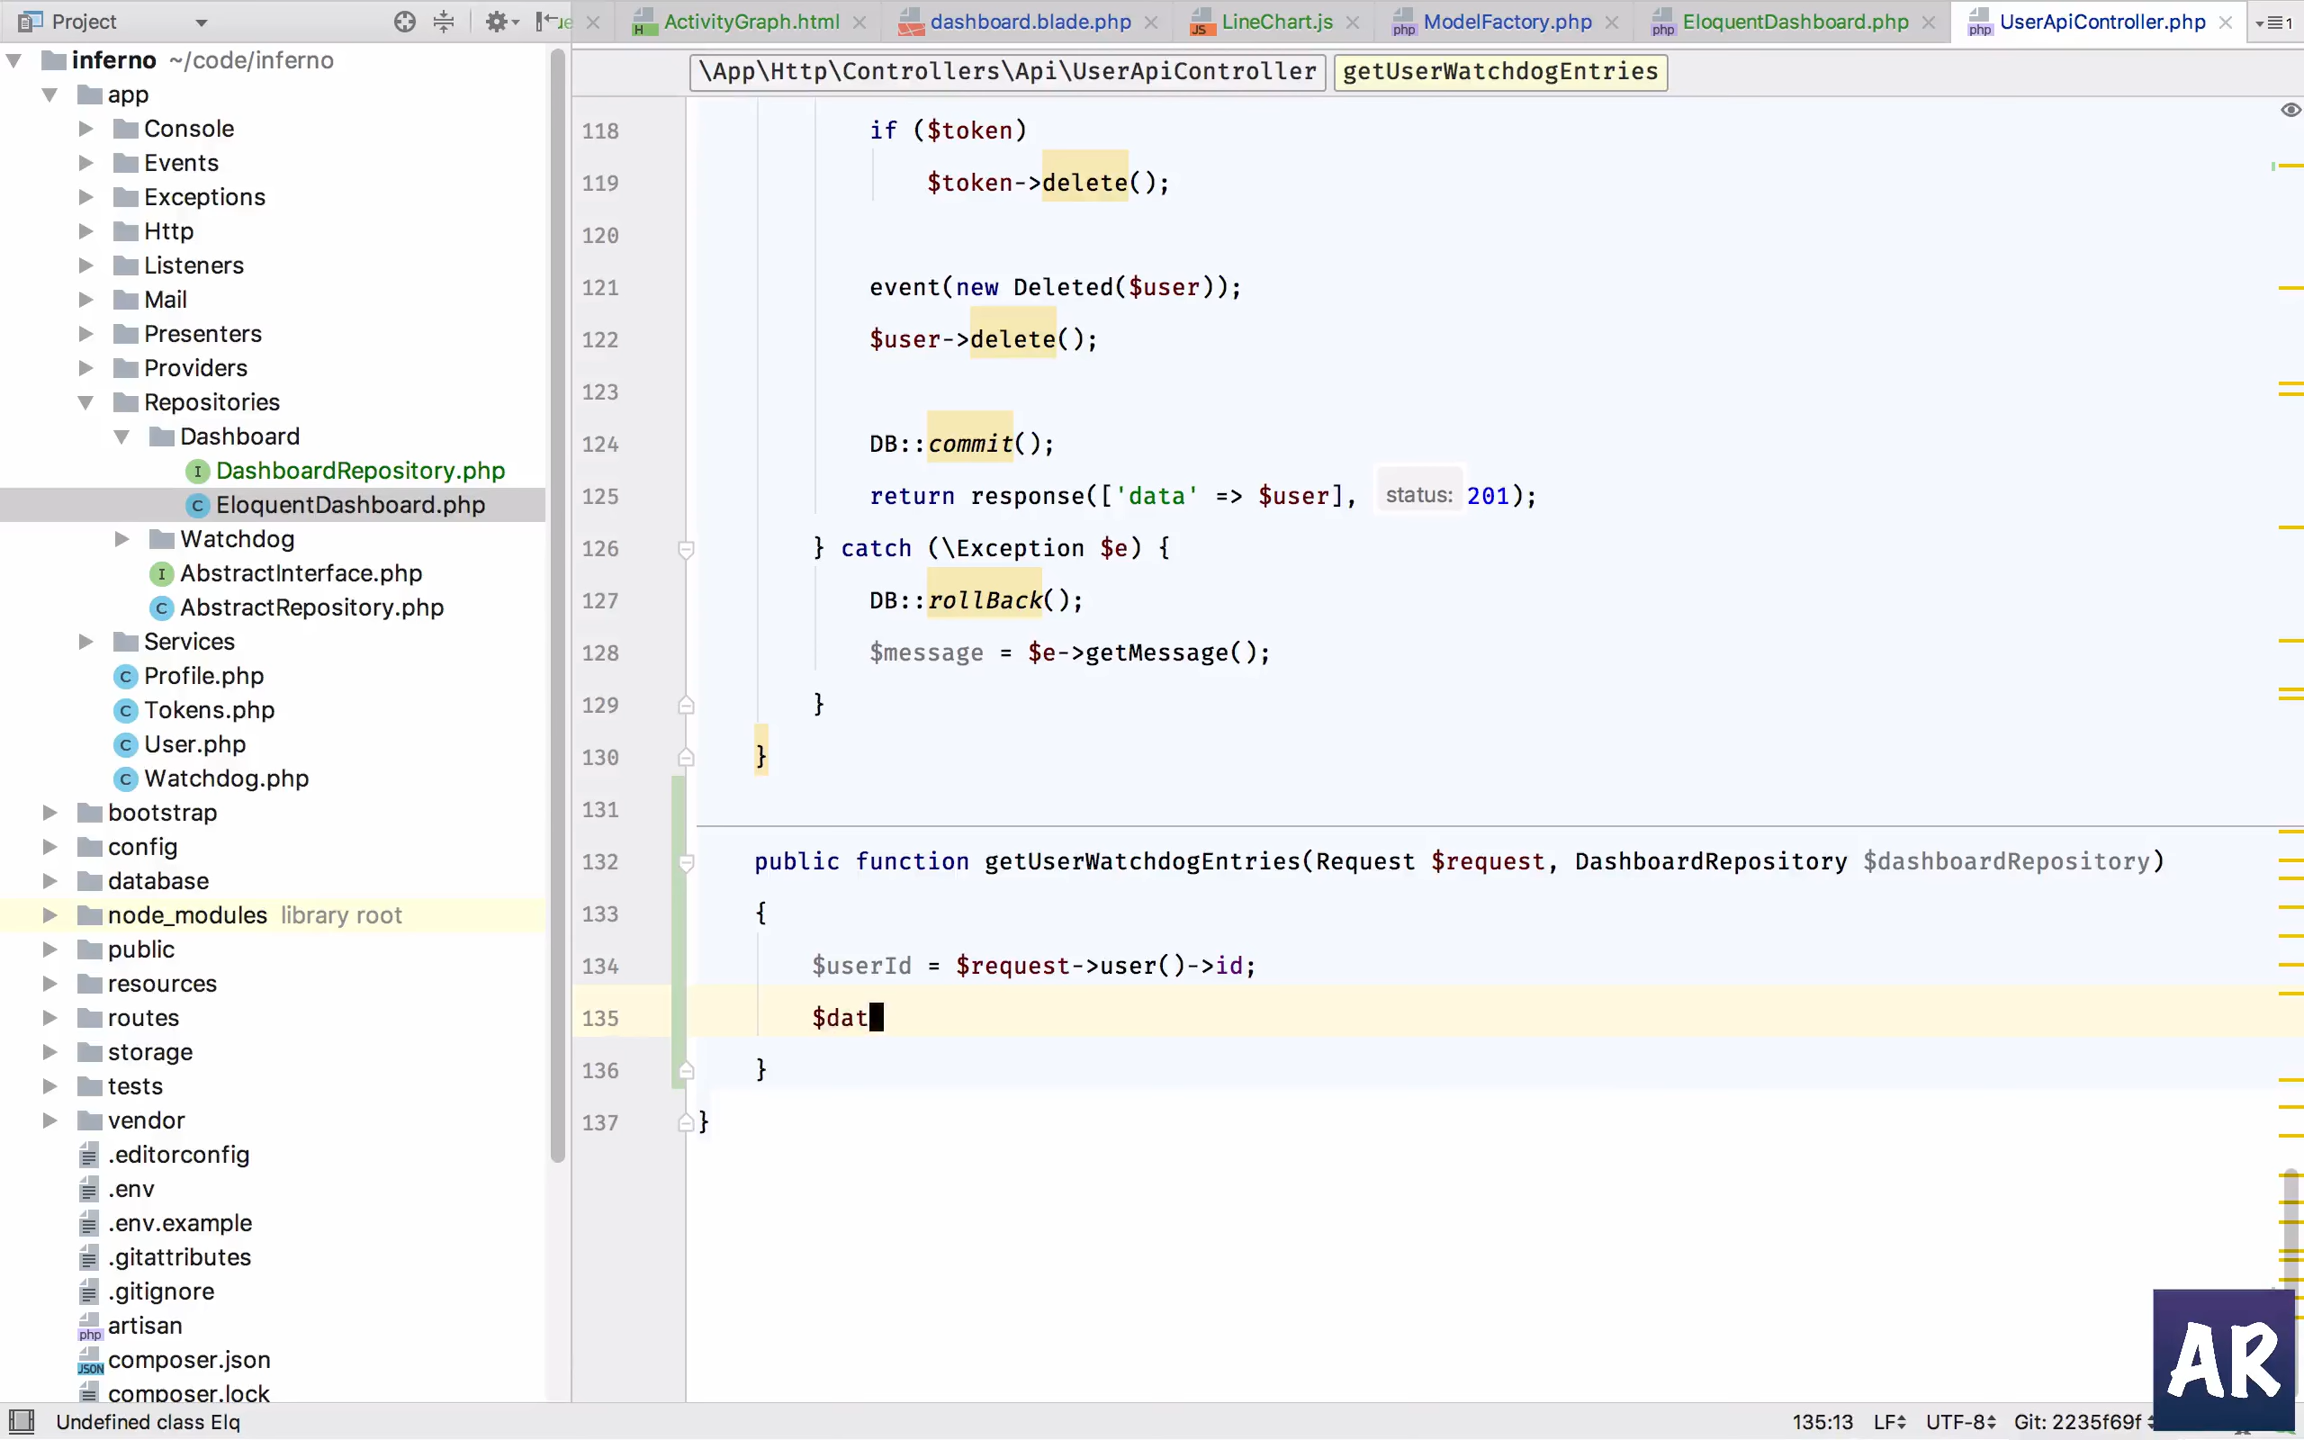 Project
ue
ActivityGraph.html
dashboard.blade.php
LineChart.js
ModelFactory.php
EloquentDashboard.php
UserApiController.php
1
\App\Http\Controllers\Api\UserApiController
getUserWatchdogEntries
inferno ~/code/inferno
app
Console
Events
Exceptions
Http
Listeners
Mail
Presenters
Providers
Repositories
Dashboard
DashboardRepository.php
EloquentDashboard.php
Watchdog
AbstractInterface.php
AbstractRepository.php
Services
Profile.php
Tokens.php
User.php
Watchdog.php
bootstrap
config
database
node_modules library root
public
resources
routes
storage
tests
vendor
.editorconfig
.env
.env.example
.gitattributes
.gitignore
artisan
composer.json
composer.lock
118 if ($token)
119 $token->delete();
120
121 event(new Deleted($user));
122 $user->delete();
123
124 DB::commit();
125 return response(['data' => $user], status: 201);
126 } catch (\Exception $e) {
127 DB::rollBack();
128 $message = $e->getMessage();
129 }
130 }
131
132 public function getUserWatchdogEntries(Request $request, DashboardRepository $dashboardRepository)
133 {
134 $userId = $request->user()->id;
135 $dat
136 }
137 }
AR
Undefined class Elq
135:13 LF UTF-8 Git: 2235f69f